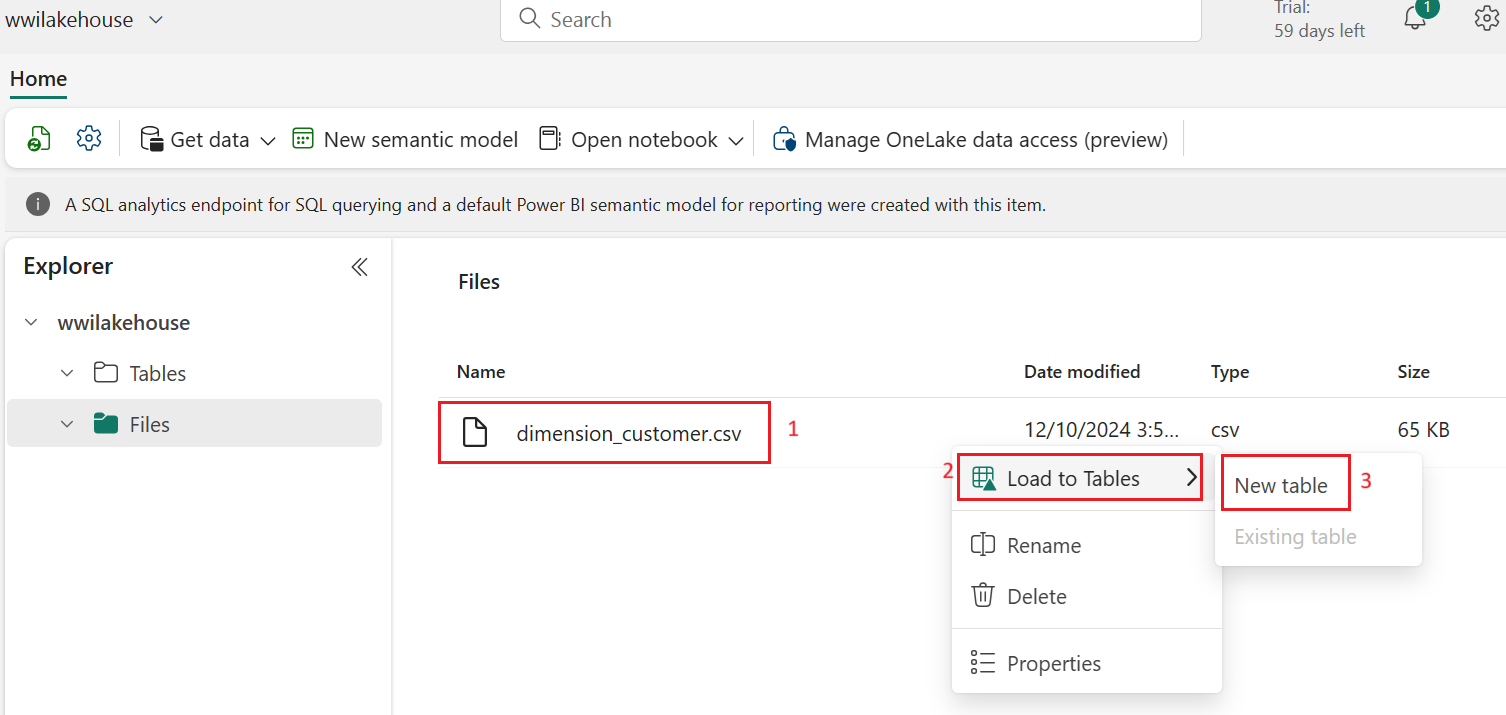 wwilakehouse
Search
Trial:
59 days left
1
Home
Get data
New semantic model
Open notebook
Manage OneLake data access (preview)
A SQL analytics endpoint for SQL querying and a default Power BI semantic model for reporting were created with this item.
Explorer
wwilakehouse
Tables
Files
Files
Name Date modified Type Size
dimension_customer.csv 1 12/10/2024 3:5... csv 65 KB
2 Load to Tables
Rename
Delete
Properties
New table 3
Existing table